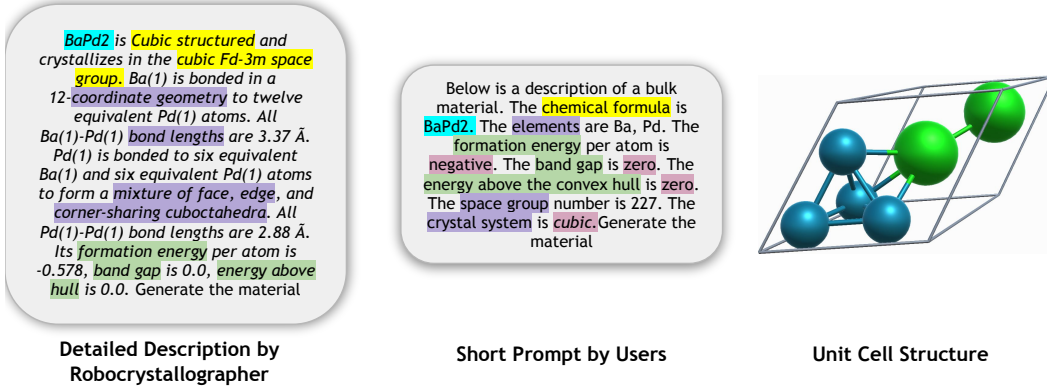 BaPd2 is Cubic structured and
crystallizes in the cubic Fd-3m space
group. Ba(1) is bonded in a
12-coordinate geometry to twelve
equivalent Pd(1) atoms. All
Ba(1)-Pd(1) bond lengths are 3.37 Å.
Pd(1) is bonded to six equivalent
Ba(1) and six equivalent Pd(1) atoms
to form a mixture of face, edge, and
corner-sharing cuboctahedra. All
Pd(1)-Pd(1) bond lengths are 2.88 Å.
Its formation energy per atom is
-0.578, band gap is 0.0, energy above
hull is 0.0. Generate the material
Detailed Description by
Robocrystallographer
Below is a description of a bulk
material. The chemical formula is
BaPd2. The elements are Ba, Pd. The
formation energy per atom is
negative. The band gap is zero. The
energy above the convex hull is zero.
The space group number is 227. The
crystal system is cubic.Generate the
material
Short Prompt by Users
Unit Cell Structure